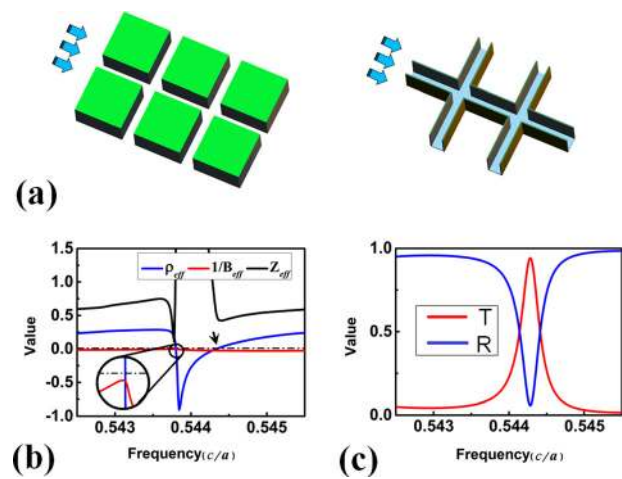 (a)
1.5
1.0
0.5
0.0
-0.5
-1.0
Value
ρeff 1/Beff Zeff
0.543 0.544 0.545
Frequency(c/a)
(b)
1.0
0.5
0.0
Value
T
R
0.543 0.544 0.545
Frequency(c/a)
(c)